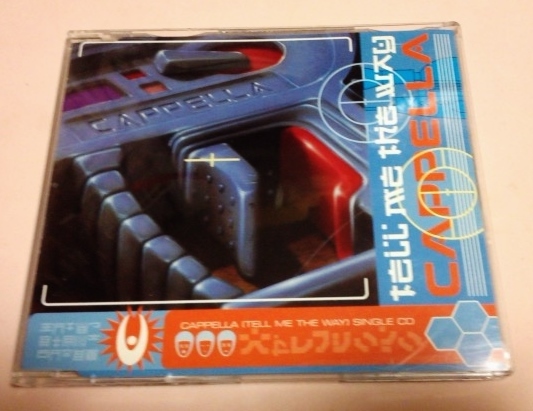 CAPPELLA
TELL ME THE WAY
CAPPELLA
CAPPELLA (TELL ME THE WAY) SINGLE CD